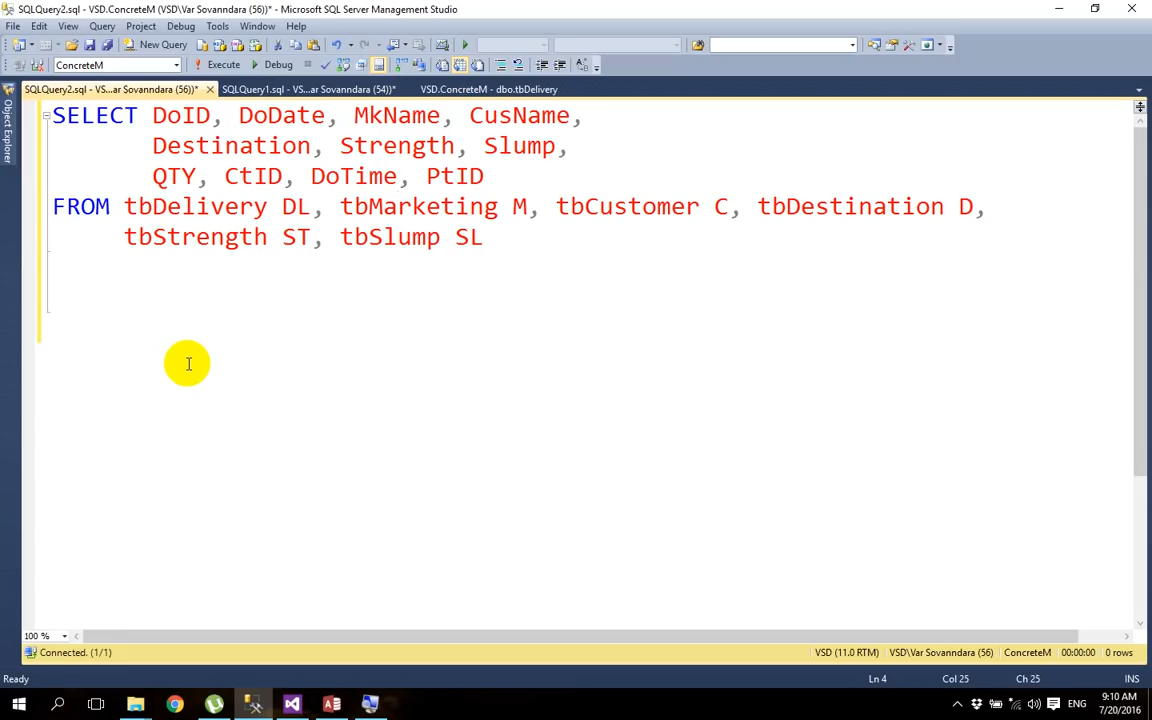 SQLQuery2.sql - VSD.ConcreteM (VSD\Var Sovanndara (56))* - Microsoft SQL Server Management Studio
File Edit View Query Project Debug Tools Window Help
New Query
ConcreteM Execute Debug
SQLQuery2.sql - VS...ar Sovanndara (56))* SQLQuery1.sql - VS...ar Sovanndara (54))* VSD.ConcreteM - dbo.tbDelivery
Object Explorer
SELECT DoID, DoDate, MkName, CusName,
Destination, Strength, Slump,
QTY, CtID, DoTime, PtID
FROM tbDelivery DL, tbMarketing M, tbCustomer C, tbDestination D,
tbStrength ST, tbSlump SL
100 %
Connected. (1/1) VSD (11.0 RTM) VSD\Var Sovanndara (56) ConcreteM 00:00:00 0 rows
Ready Ln 4 Col 25 Ch 25 INS
ENG 9:10 AM
7/20/2016